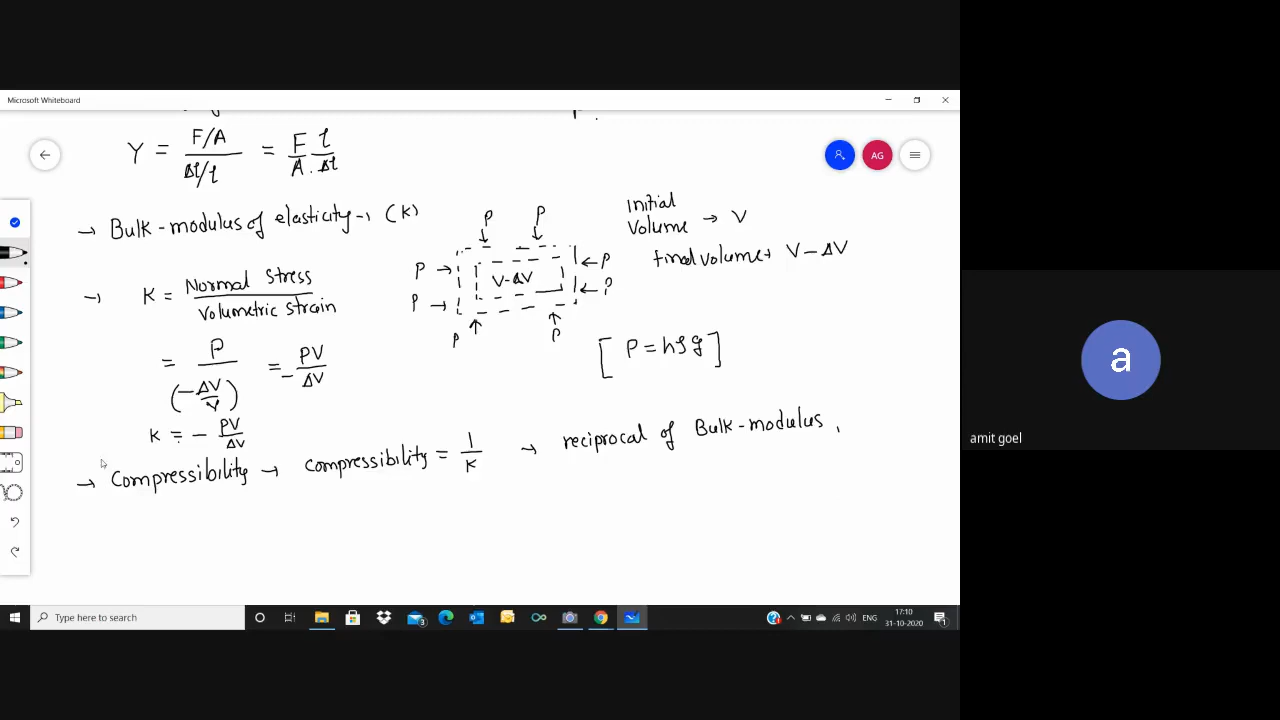 Microsoft Whiteboard
Y = F/A / Δl/l = F/A . l/Δl
AG
→ Bulk-modulus of elasticity → (K)
P P
Initial Volume → V
final volume → V - ΔV
P V-ΔV P
P P
P P
→ K = Normal Stress / Volumetric strain
= P / (-ΔV/V) = - PV/ΔV
[ P = hρg ]
K = - PV/ΔV
→ Compressibility → compressibility = 1/K → reciprocal of Bulk-modulus.
a
amit goel
Type here to search
3
ENG
17:10
31-10-2020
1